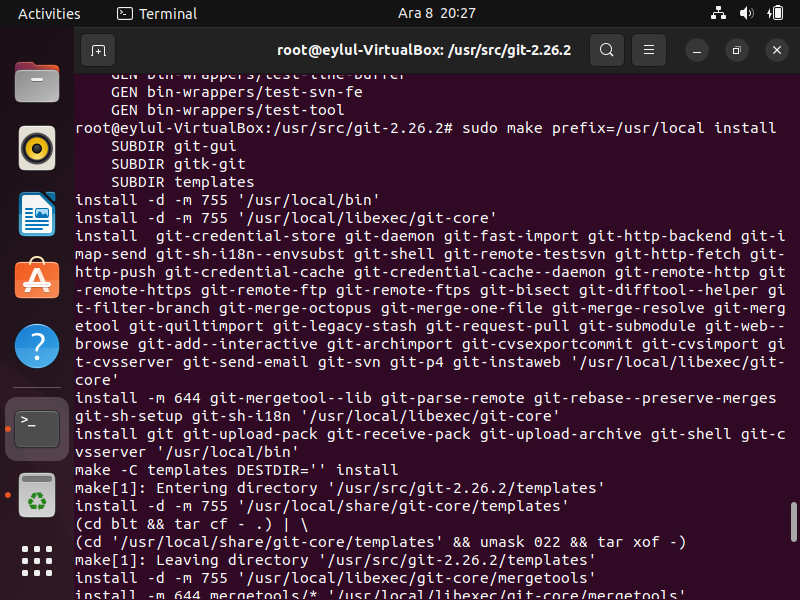 Activities
Terminal
Ara 8 20:27
root@eylul-VirtualBox: /usr/src/git-2.26.2
GEN bin-wrappers/test-line-buffer
GEN bin-wrappers/test-svn-fe
GEN bin-wrappers/test-tool
root@eylul-VirtualBox:/usr/src/git-2.26.2# sudo make prefix=/usr/local install
SUBDIR git-gui
SUBDIR gitk-git
SUBDIR templates
install -d -m 755 '/usr/local/bin'
install -d -m 755 '/usr/local/libexec/git-core'
install  git-credential-store git-daemon git-fast-import git-http-backend git-i
map-send git-sh-i18n--envsubst git-shell git-remote-testsvn git-http-fetch git-
http-push git-credential-cache git-credential-cache--daemon git-remote-http git
-remote-https git-remote-ftp git-remote-ftps git-bisect git-difftool--helper gi
t-filter-branch git-merge-octopus git-merge-one-file git-merge-resolve git-merg
etool git-quiltimport git-legacy-stash git-request-pull git-submodule git-web--
browse git-add--interactive git-archimport git-cvsexportcommit git-cvsimport gi
t-cvsserver git-send-email git-svn git-p4 git-instaweb '/usr/local/libexec/git-
core'
install -m 644 git-mergetool--lib git-parse-remote git-rebase--preserve-merges
git-sh-setup git-sh-i18n '/usr/local/libexec/git-core'
install git git-upload-pack git-receive-pack git-upload-archive git-shell git-c
vsserver '/usr/local/bin'
make -C templates DESTDIR='' install
make[1]: Entering directory '/usr/src/git-2.26.2/templates'
install -d -m 755 '/usr/local/share/git-core/templates'
(cd blt && tar cf - .) | \
(cd '/usr/local/share/git-core/templates' && umask 022 && tar xof -)
make[1]: Leaving directory '/usr/src/git-2.26.2/templates'
install -d -m 755 '/usr/local/libexec/git-core/mergetools'
install -m 644 mergetools/* '/usr/local/libexec/git-core/mergetools'